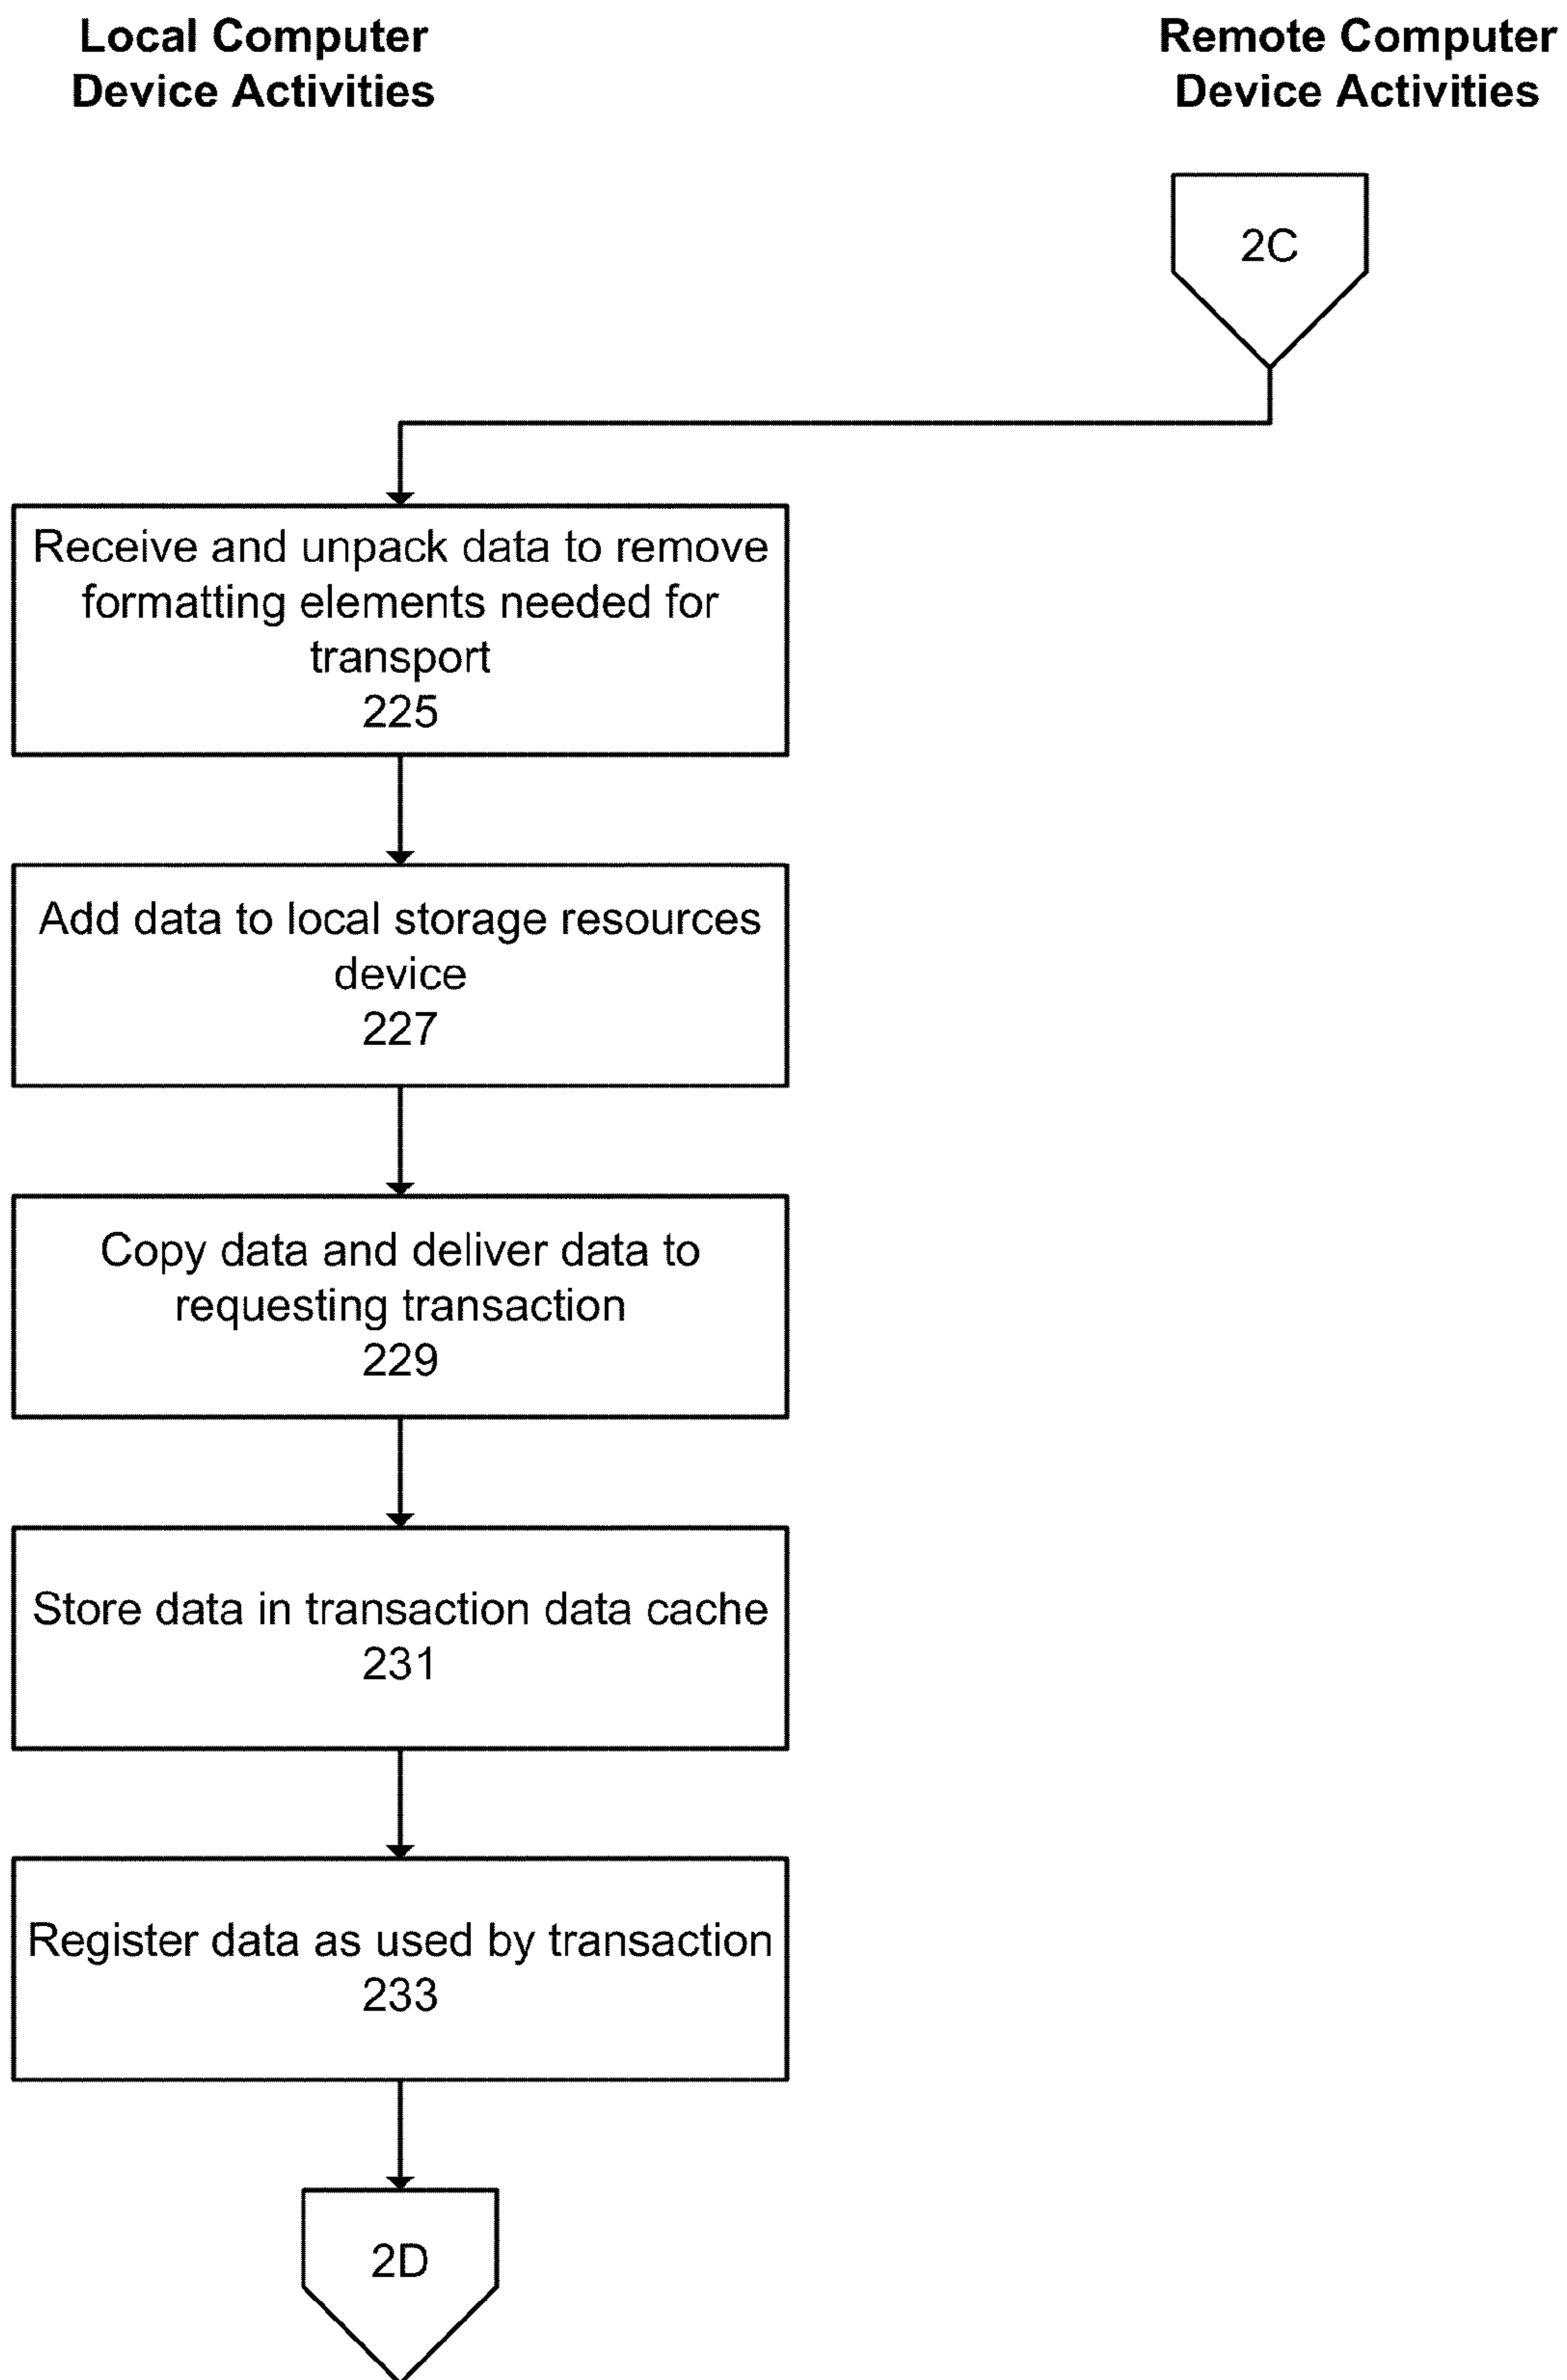 Local Computer
Device Activities
Remote Computer
Device Activities
2C
Receive and unpack data to remove
formatting elements needed for
transport
225
Add data to local storage resources
device
227
Copy data and deliver data to
requesting transaction
229
Store data in transaction data cache
231
Register data as used by transaction
233
2D